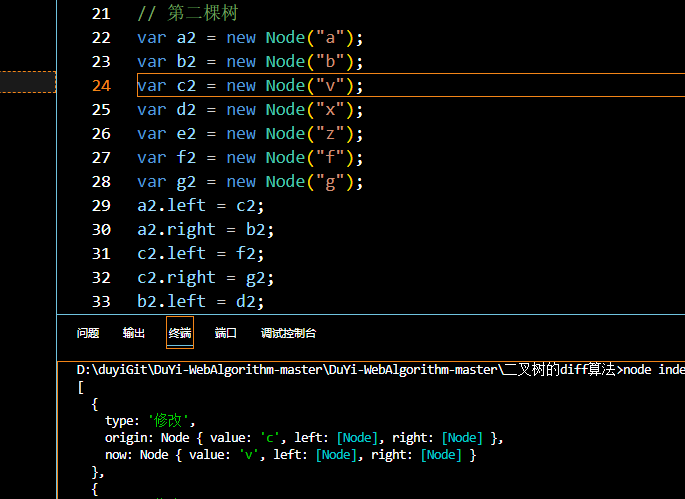 21 // 第二棵树
22 var a2 = new Node("a");
23 var b2 = new Node("b");
24 var c2 = new Node("v");
25 var d2 = new Node("x");
26 var e2 = new Node("z");
27 var f2 = new Node("f");
28 var g2 = new Node("g");
29 a2.left = c2;
30 a2.right = b2;
31 c2.left = f2;
32 c2.right = g2;
33 b2.left = d2;
问题 输出 终端 端口 调试控制台
D:\duyiGit\DuYi-WebAlgorithm-master\DuYi-WebAlgorithm-master\二叉树的diff算法>node inde
[
  {
    type: '修改',
    origin: Node { value: 'c', left: [Node], right: [Node] },
    now: Node { value: 'v', left: [Node], right: [Node] }
  },
  {